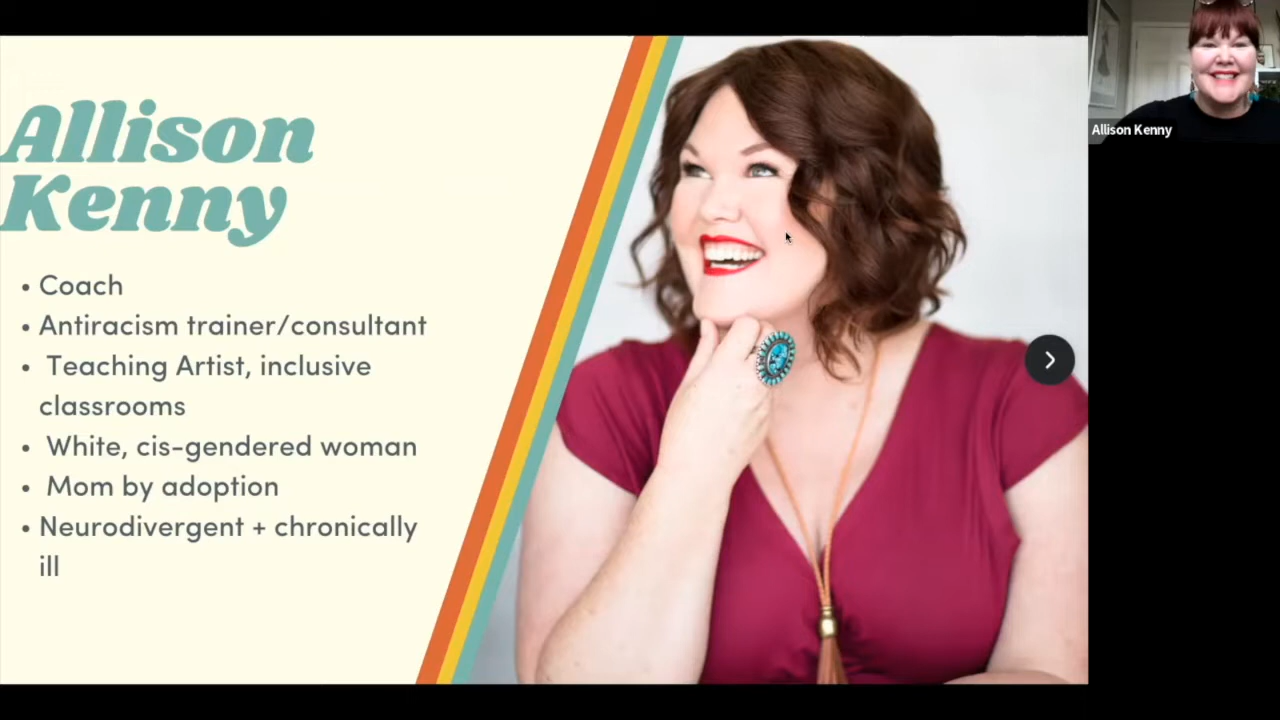 Allison
Kenny
• Coach
• Antiracism trainer/consultant
• Teaching Artist, inclusive
classrooms
• White, cis-gendered woman
• Mom by adoption
• Neurodivergent + chronically
ill
Allison Kenny